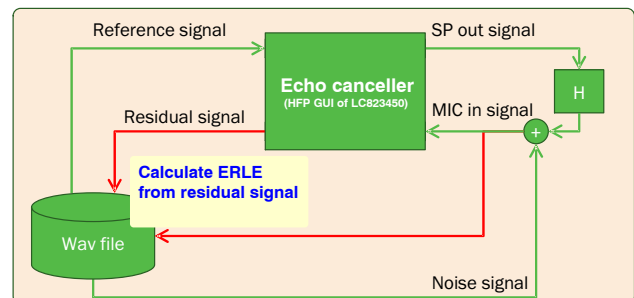 Reference signal
SP out signal
Echo canceller
(HFP GUI of LC823450)
H
MIC in signal
Residual signal
+
Calculate ERLE
from residual signal
Wav file
Noise signal